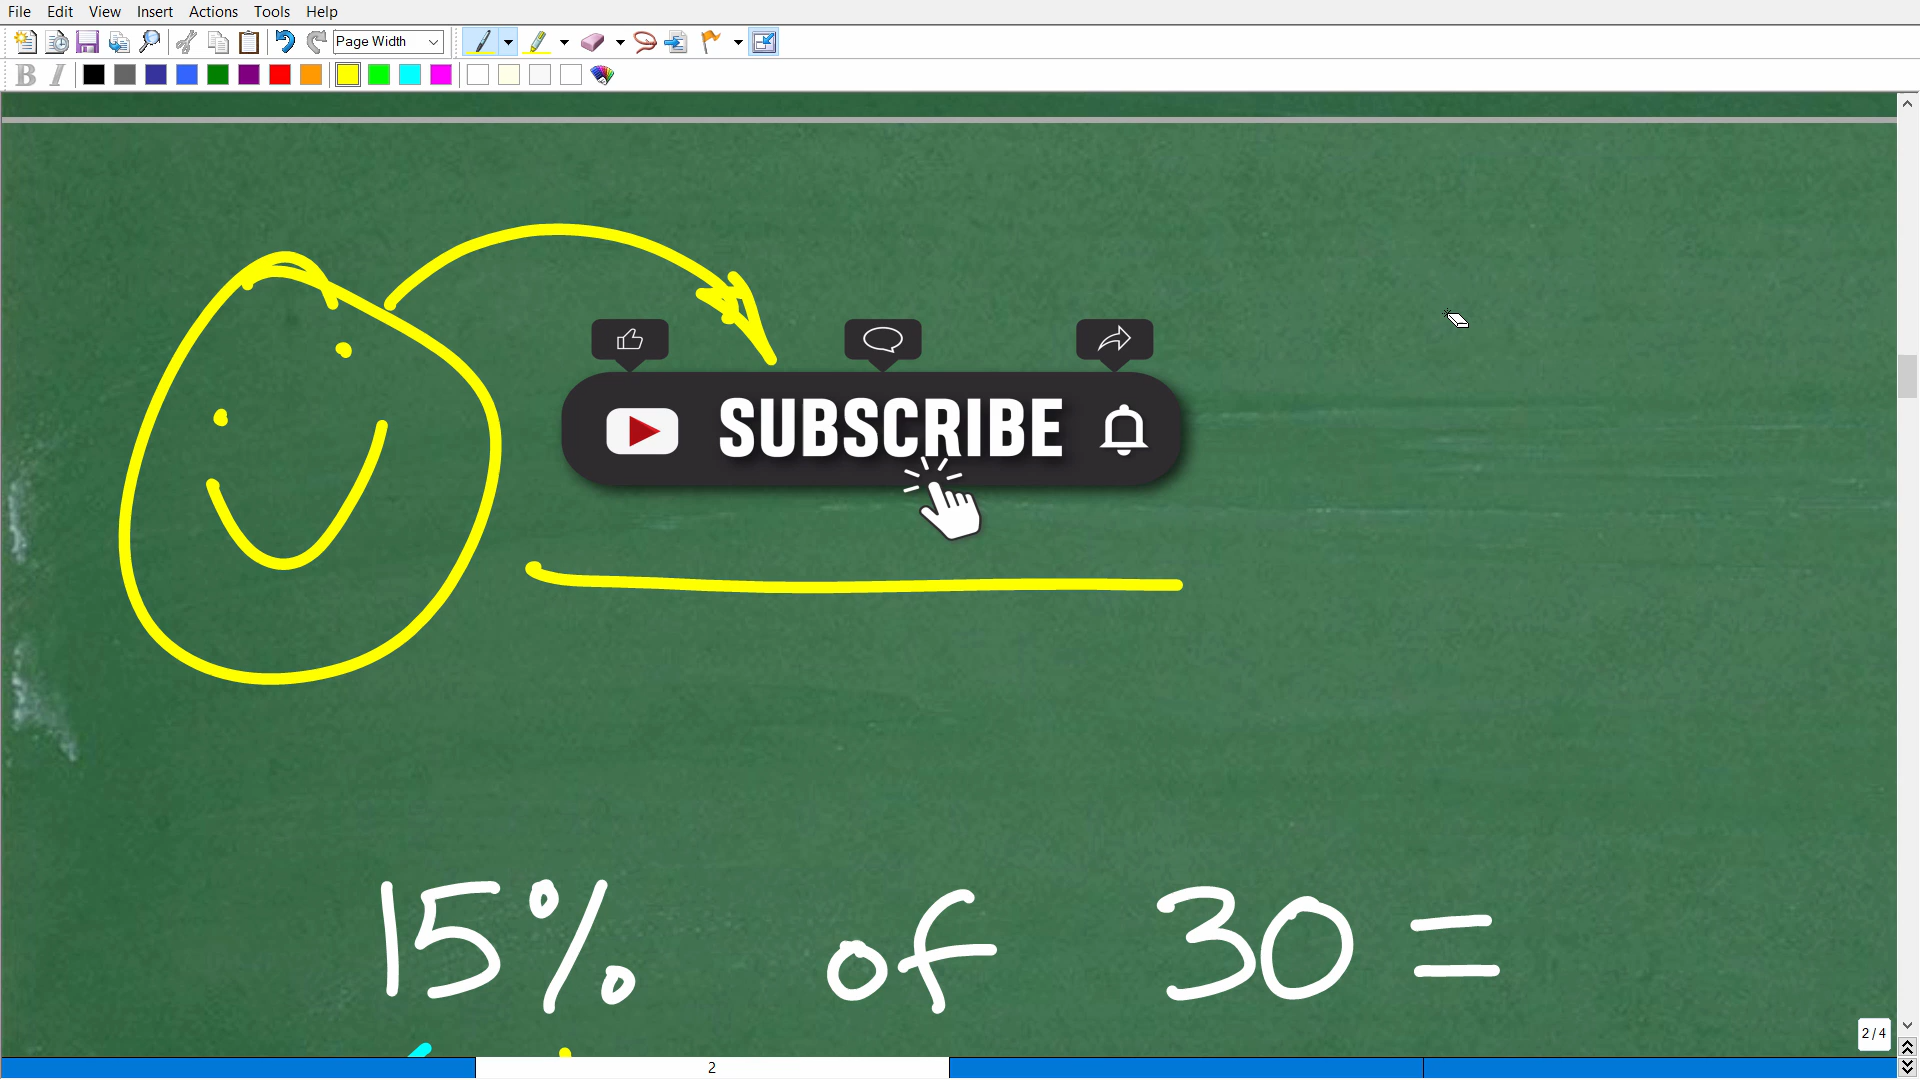 File Edit View Insert Actions Tools Help
Page Width
B I
SUBSCRIBE
15% of 30 =
2 / 4
2